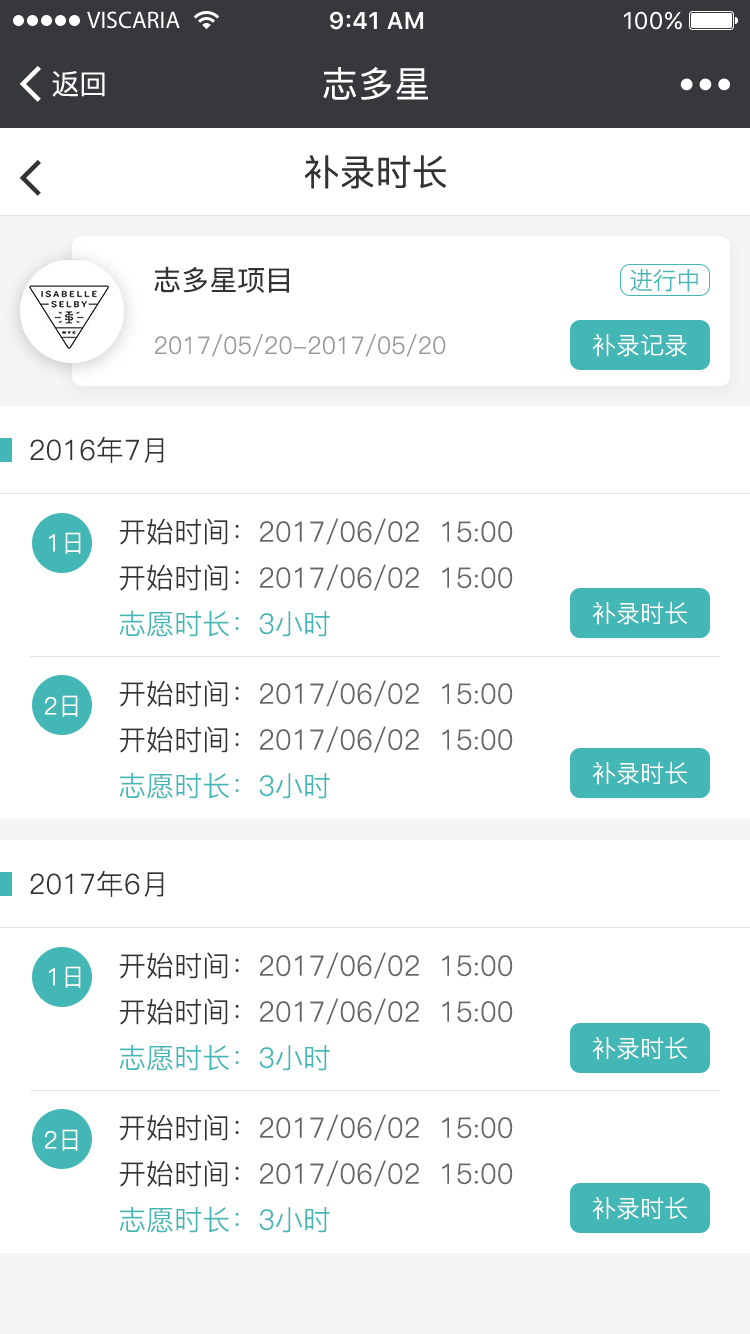 VISCARIA 9:41 AM 100%
返回 志多星
补录时长
志多星项目 进行中
ISABELLE
SELBY
NYC
2017/05/20-2017/05/20 补录记录
2016年7月
1日 开始时间：2017/06/02 15:00
开始时间：2017/06/02 15:00
志愿时长：3小时 补录时长
2日 开始时间：2017/06/02 15:00
开始时间：2017/06/02 15:00
志愿时长：3小时 补录时长
2017年6月
1日 开始时间：2017/06/02 15:00
开始时间：2017/06/02 15:00
志愿时长：3小时 补录时长
2日 开始时间：2017/06/02 15:00
开始时间：2017/06/02 15:00
志愿时长：3小时 补录时长